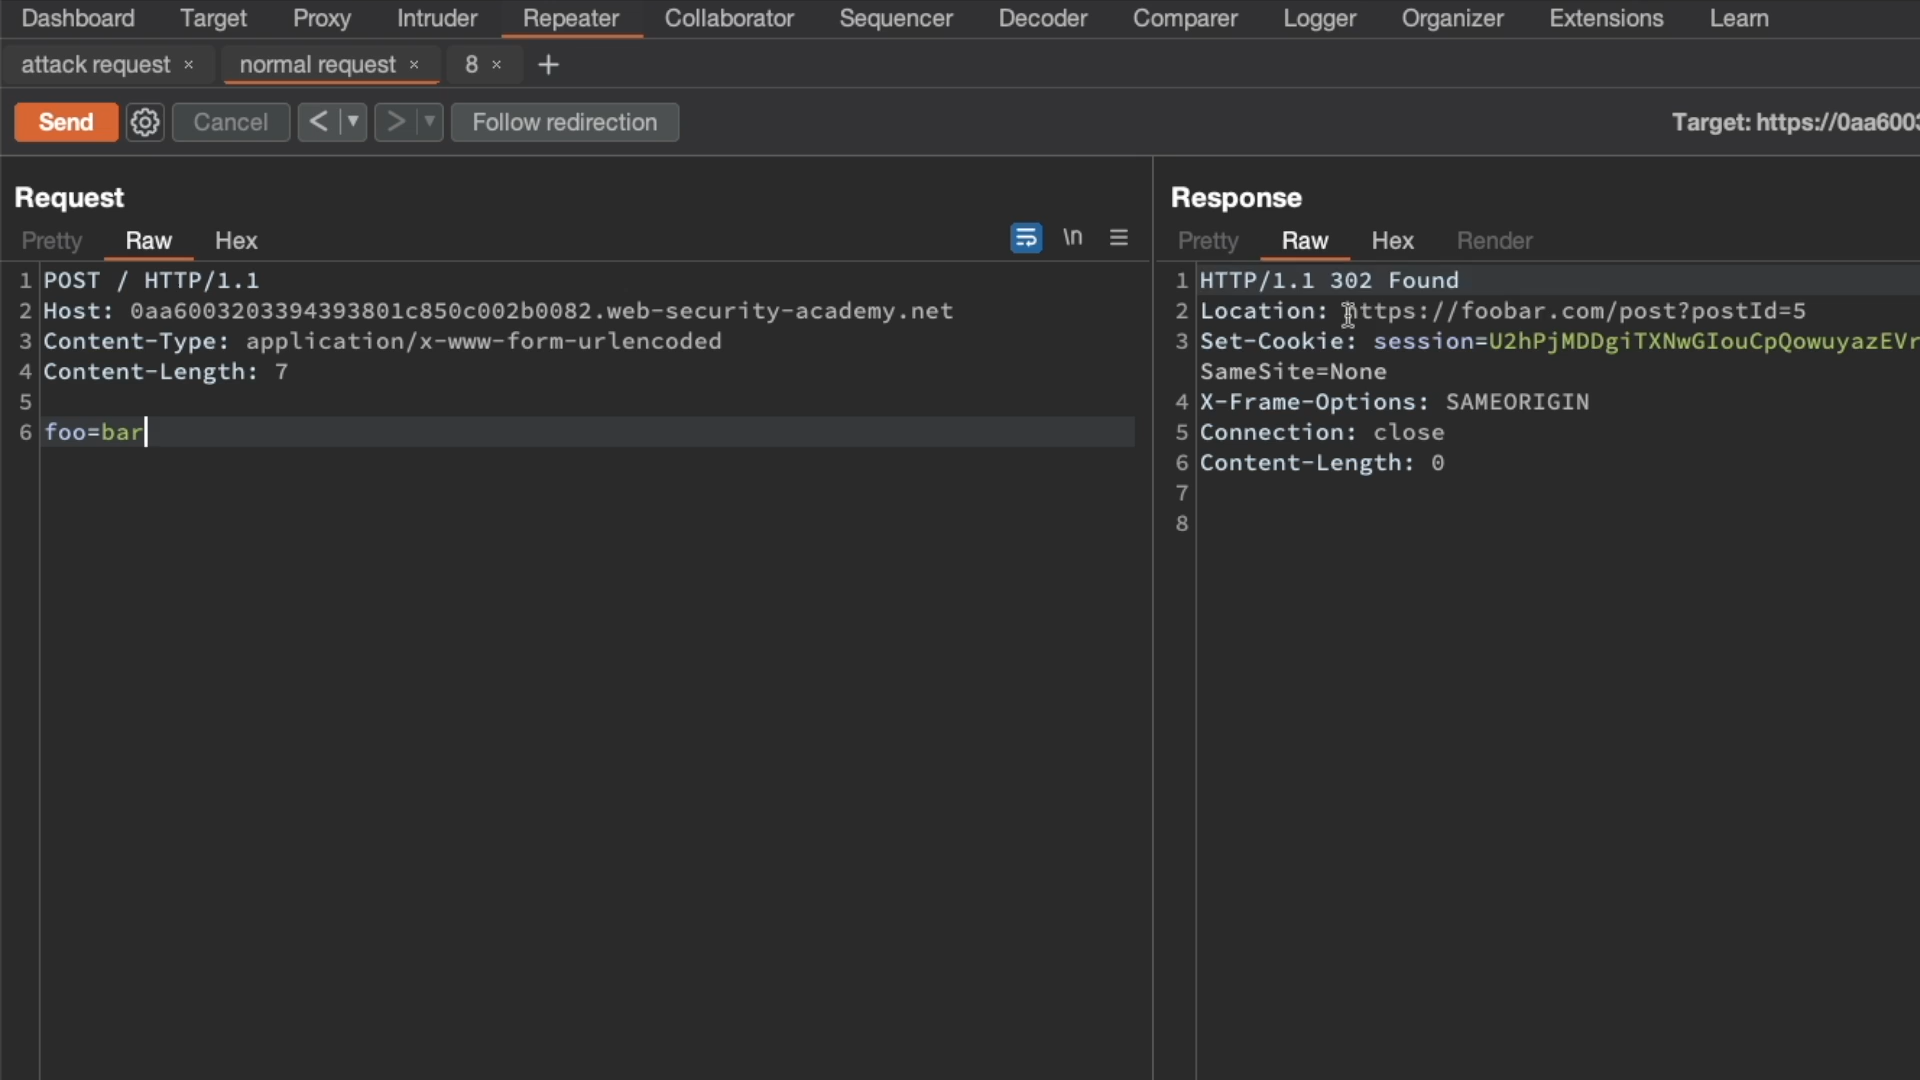 Dashboard Target Proxy Intruder Repeater Collaborator Sequencer Decoder Comparer Logger Organizer Extensions Learn
attack request × normal request × 8 × +
Send Cancel < ▼ > ▼ Follow redirection Target: https://0aa6003
Request
Pretty Raw Hex \n
1 POST / HTTP/1.1
2 Host: 0aa6003203394393801c850c002b0082.web-security-academy.net
3 Content-Type: application/x-www-form-urlencoded
4 Content-Length: 7
5
6 foo=bar
Response
Pretty Raw Hex Render
1 HTTP/1.1 302 Found
2 Location: https://foobar.com/post?postId=5
3 Set-Cookie: session=U2hPjMDDgiTXNwGIouCpQowuyazEVr
SameSite=None
4 X-Frame-Options: SAMEORIGIN
5 Connection: close
6 Content-Length: 0
7
8